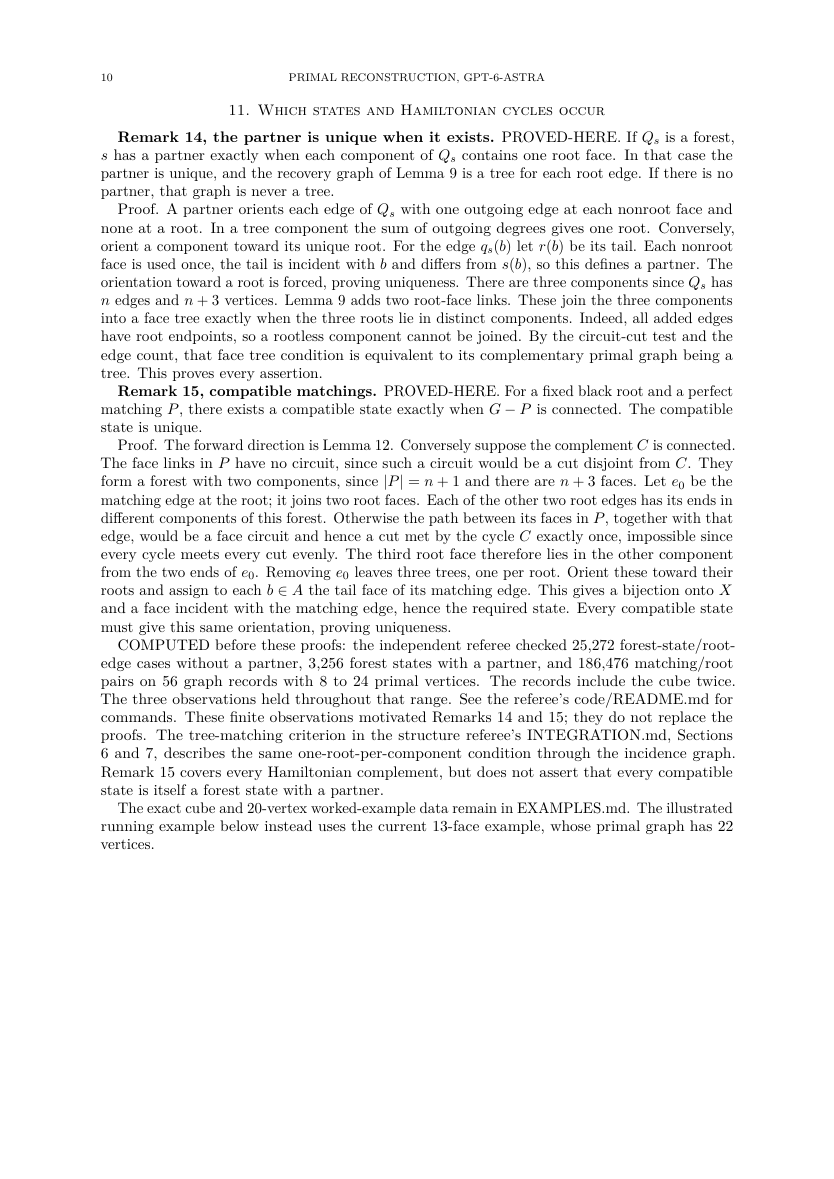 10 PRIMAL RECONSTRUCTION, GPT-6-ASTRA
11. Which states and Hamiltonian cycles occur
Remark 14, the partner is unique when it exists. PROVED-HERE. If Qₛ is a forest,
s has a partner exactly when each component of Qₛ contains one root face. In that case the
partner is unique, and the recovery graph of Lemma 9 is a tree for each root edge. If there is no
partner, that graph is never a tree.
Proof. A partner orients each edge of Qₛ with one outgoing edge at each nonroot face and
none at a root. In a tree component the sum of outgoing degrees gives one root. Conversely,
orient a component toward its unique root. For the edge qₛ(b) let r(b) be its tail. Each nonroot
face is used once, the tail is incident with b and differs from s(b), so this defines a partner. The
orientation toward a root is forced, proving uniqueness. There are three components since Qₛ has
n edges and n + 3 vertices. Lemma 9 adds two root-face links. These join the three components
into a face tree exactly when the three roots lie in distinct components. Indeed, all added edges
have root endpoints, so a rootless component cannot be joined. By the circuit-cut test and the
edge count, that face tree condition is equivalent to its complementary primal graph being a
tree. This proves every assertion.
Remark 15, compatible matchings. PROVED-HERE. For a fixed black root and a perfect
matching P, there exists a compatible state exactly when G − P is connected. The compatible
state is unique.
Proof. The forward direction is Lemma 12. Conversely suppose the complement C is connected.
The face links in P have no circuit, since such a circuit would be a cut disjoint from C. They
form a forest with two components, since |P| = n + 1 and there are n + 3 faces. Let e₀ be the
matching edge at the root; it joins two root faces. Each of the other two root edges has its ends in
different components of this forest. Otherwise the path between its faces in P, together with that
edge, would be a face circuit and hence a cut met by the cycle C exactly once, impossible since
every cycle meets every cut evenly. The third root face therefore lies in the other component
from the two ends of e₀. Removing e₀ leaves three trees, one per root. Orient these toward their
roots and assign to each b ∈ A the tail face of its matching edge. This gives a bijection onto X
and a face incident with the matching edge, hence the required state. Every compatible state
must give this same orientation, proving uniqueness.
COMPUTED before these proofs: the independent referee checked 25,272 forest-state/root-
edge cases without a partner, 3,256 forest states with a partner, and 186,476 matching/root
pairs on 56 graph records with 8 to 24 primal vertices. The records include the cube twice.
The three observations held throughout that range. See the referee's code/README.md for
commands. These finite observations motivated Remarks 14 and 15; they do not replace the
proofs. The tree-matching criterion in the structure referee's INTEGRATION.md, Sections
6 and 7, describes the same one-root-per-component condition through the incidence graph.
Remark 15 covers every Hamiltonian complement, but does not assert that every compatible
state is itself a forest state with a partner.
The exact cube and 20-vertex worked-example data remain in EXAMPLES.md. The illustrated
running example below instead uses the current 13-face example, whose primal graph has 22
vertices.